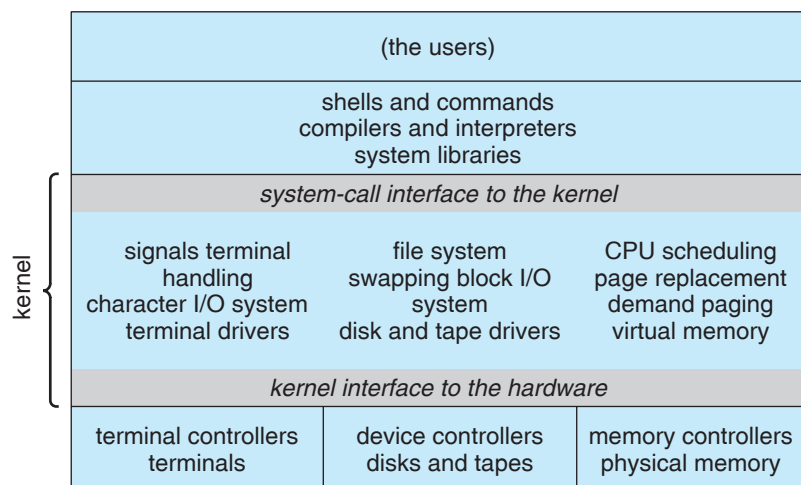 (the users)
shells and commands
compilers and interpreters
system libraries
system-call interface to the kernel
kernel
signals terminal
handling
character I/O system
terminal drivers
file system
swapping block I/O
system
disk and tape drivers
CPU scheduling
page replacement
demand paging
virtual memory
kernel interface to the hardware
terminal controllers
terminals
device controllers
disks and tapes
memory controllers
physical memory